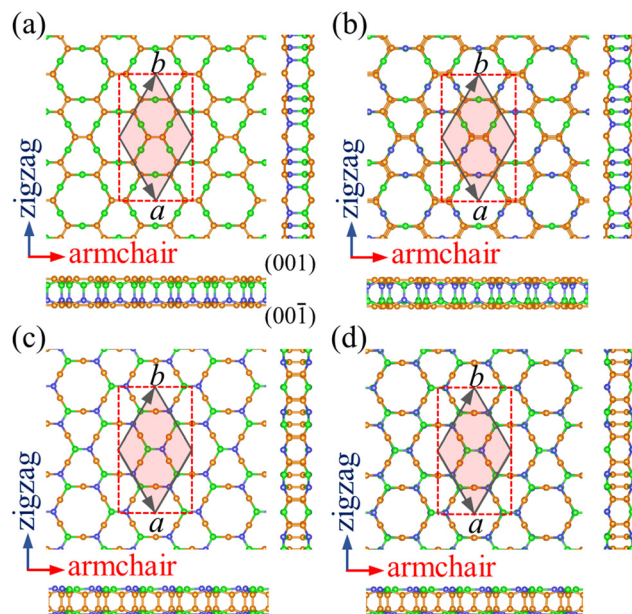 (a)
b
a
zigzag
armchair
(001)
(001̄)
(b)
b
a
zigzag
armchair
(c)
b
a
zigzag
armchair
(d)
b
a
zigzag
armchair